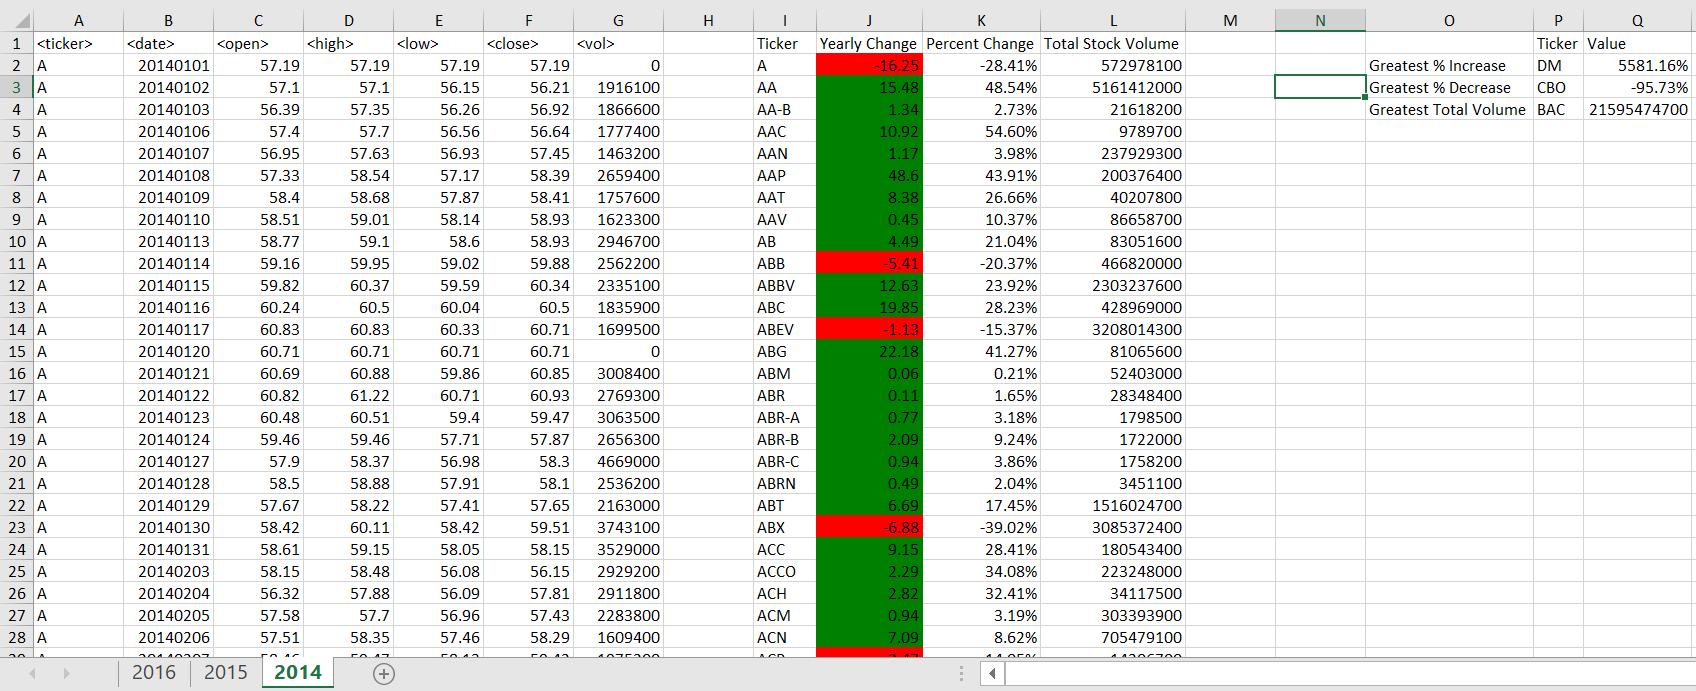 A B C D E F G H I J K L M N O P Q
1 <ticker> <date> <open> <high> <low> <close> <vol> Ticker Yearly Change Percent Change Total Stock Volume Ticker Value
2 A 20140101 57.19 57.19 57.19 57.19 0 A -16.25 -28.41% 572978100 Greatest % Increase DM 5581.16%
3 A 20140102 57.1 57.1 56.15 56.21 1916100 AA 15.48 48.54% 5161412000 Greatest % Decrease CBO -95.73%
4 A 20140103 56.39 57.35 56.26 56.92 1866600 AA-B 1.34 2.73% 21618200 Greatest Total Volume BAC 21595474700
5 A 20140106 57.4 57.7 56.56 56.64 1777400 AAC 10.92 54.60% 9789700
6 A 20140107 56.95 57.63 56.93 57.45 1463200 AAN 1.17 3.98% 237929300
7 A 20140108 57.33 58.54 57.17 58.39 2659400 AAP 48.6 43.91% 200376400
8 A 20140109 58.4 58.68 57.87 58.41 1757600 AAT 8.38 26.66% 40207800
9 A 20140110 58.51 59.01 58.14 58.93 1623300 AAV 0.45 10.37% 86658700
10 A 20140113 58.77 59.1 58.6 58.93 2946700 AB 4.49 21.04% 83051600
11 A 20140114 59.16 59.95 59.02 59.88 2562200 ABB -5.41 -20.37% 466820000
12 A 20140115 59.82 60.37 59.59 60.34 2335100 ABBV 12.63 23.92% 2303237600
13 A 20140116 60.24 60.5 60.04 60.5 1835900 ABC 19.85 28.23% 428969000
14 A 20140117 60.83 60.83 60.33 60.71 1699500 ABEV -1.13 -15.37% 3208014300
15 A 20140120 60.71 60.71 60.71 60.71 0 ABG 22.18 41.27% 81065600
16 A 20140121 60.69 60.88 59.86 60.85 3008400 ABM 0.06 0.21% 52403000
17 A 20140122 60.82 61.22 60.71 60.93 2769300 ABR 0.11 1.65% 28348400
18 A 20140123 60.48 60.51 59.4 59.47 3063500 ABR-A 0.77 3.18% 1798500
19 A 20140124 59.46 59.46 57.71 57.87 2656300 ABR-B 2.09 9.24% 1722000
20 A 20140127 57.9 58.37 56.98 58.3 4669000 ABR-C 0.94 3.86% 1758200
21 A 20140128 58.5 58.88 57.91 58.1 2536200 ABRN 0.49 2.04% 3451100
22 A 20140129 57.67 58.22 57.41 57.65 2163000 ABT 6.69 17.45% 1516024700
23 A 20140130 58.42 60.11 58.42 59.51 3743100 ABX -6.88 -39.02% 3085372400
24 A 20140131 58.61 59.15 58.05 58.15 3529000 ACC 9.15 28.41% 180543400
25 A 20140203 58.15 58.48 56.08 56.15 2929200 ACCO 2.29 34.08% 223248000
26 A 20140204 56.32 57.88 56.09 57.81 2911800 ACH 2.82 32.41% 34117500
27 A 20140205 57.58 57.7 56.96 57.43 2283800 ACM 0.94 3.19% 303393900
28 A 20140206 57.51 58.35 57.46 58.29 1609400 ACN 7.09 8.62% 705479100
2016 2015 2014